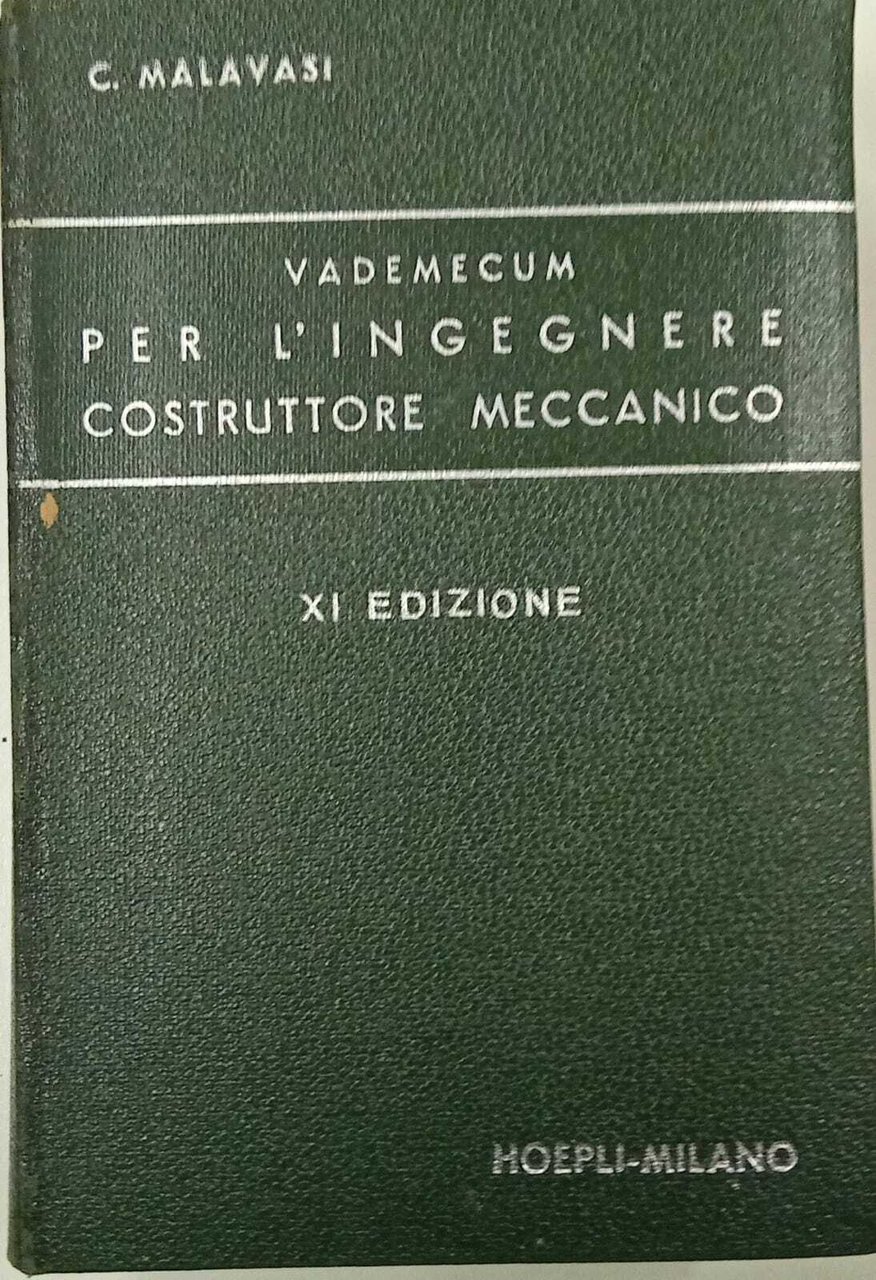 C. MALAVASI
VADEMECUM
PER L'INGEGNERE
COSTRUTTORE MECCANICO
XI EDIZIONE
HOEPLI-MILANO